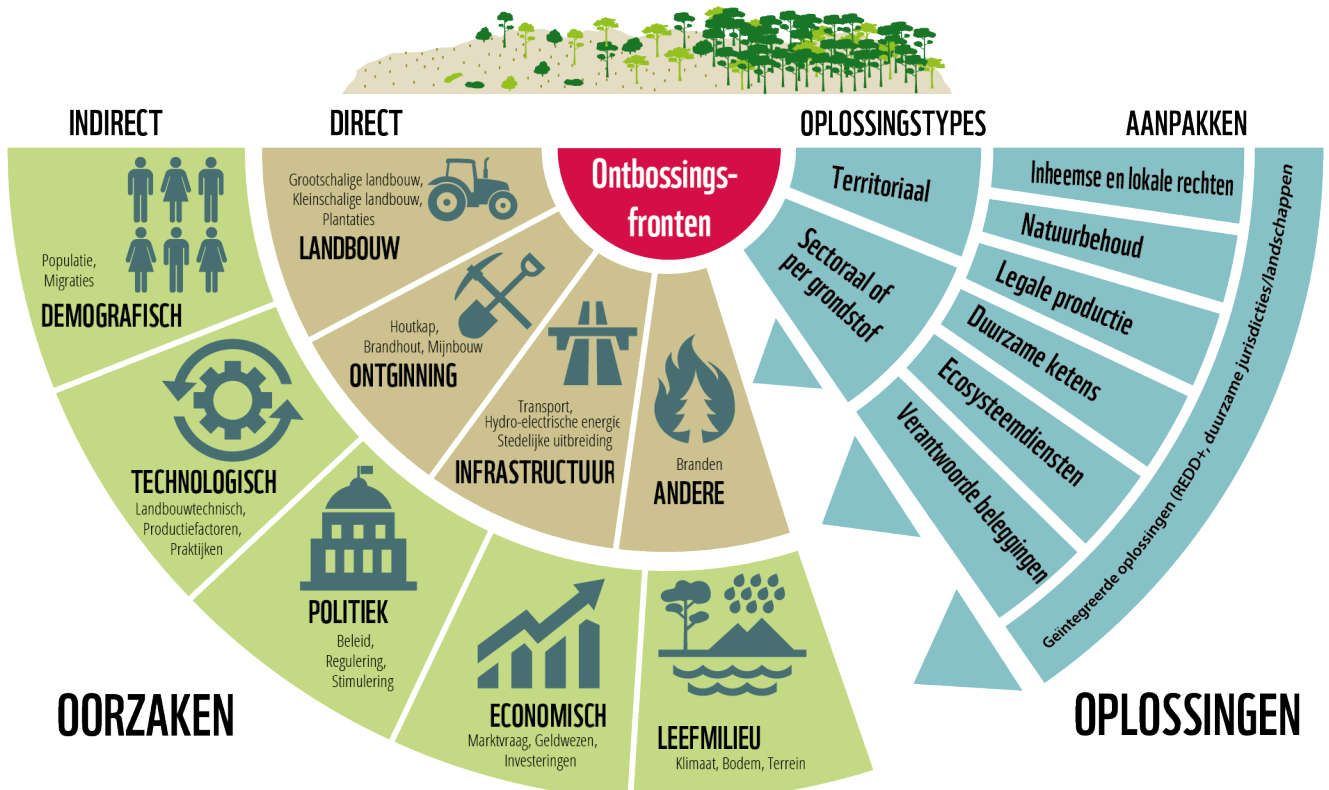 INDIRECT
DIRECT
OPLOSSINGSTYPES
AANPAKKEN
Ontbossings-
fronten
Populatie,
Migraties
DEMOGRAFISCH
TECHNOLOGISCH
Landbouwtechnisch,
Productiefactoren,
Praktijken
POLITIEK
Beleid,
Regulering,
Stimulering
ECONOMISCH
Marktvraag, Geldwezen,
Investeringen
LEEFMILIEU
Klimaat, Bodem, Terrein
Grootschalige landbouw,
Kleinschalige landbouw,
Plantaties
LANDBOUW
Houtkap,
Brandhout, Mijnbouw
ONTGINNING
Transport,
Hydro-electrische energie
Stedelijke uitbreiding
INFRASTRUCTUUR
Branden
ANDERE
Territoriaal
Sectoraal of
per grondstof
Inheemse en lokale rechten
Natuurbehoud
Legale productie
Duurzame ketens
Ecosysteemdiensten
Verantwoorde beleggingen
Geïntegreerde oplossingen (REDD+, duurzame jurisdicties/landschappen
OORZAKEN
OPLOSSINGEN